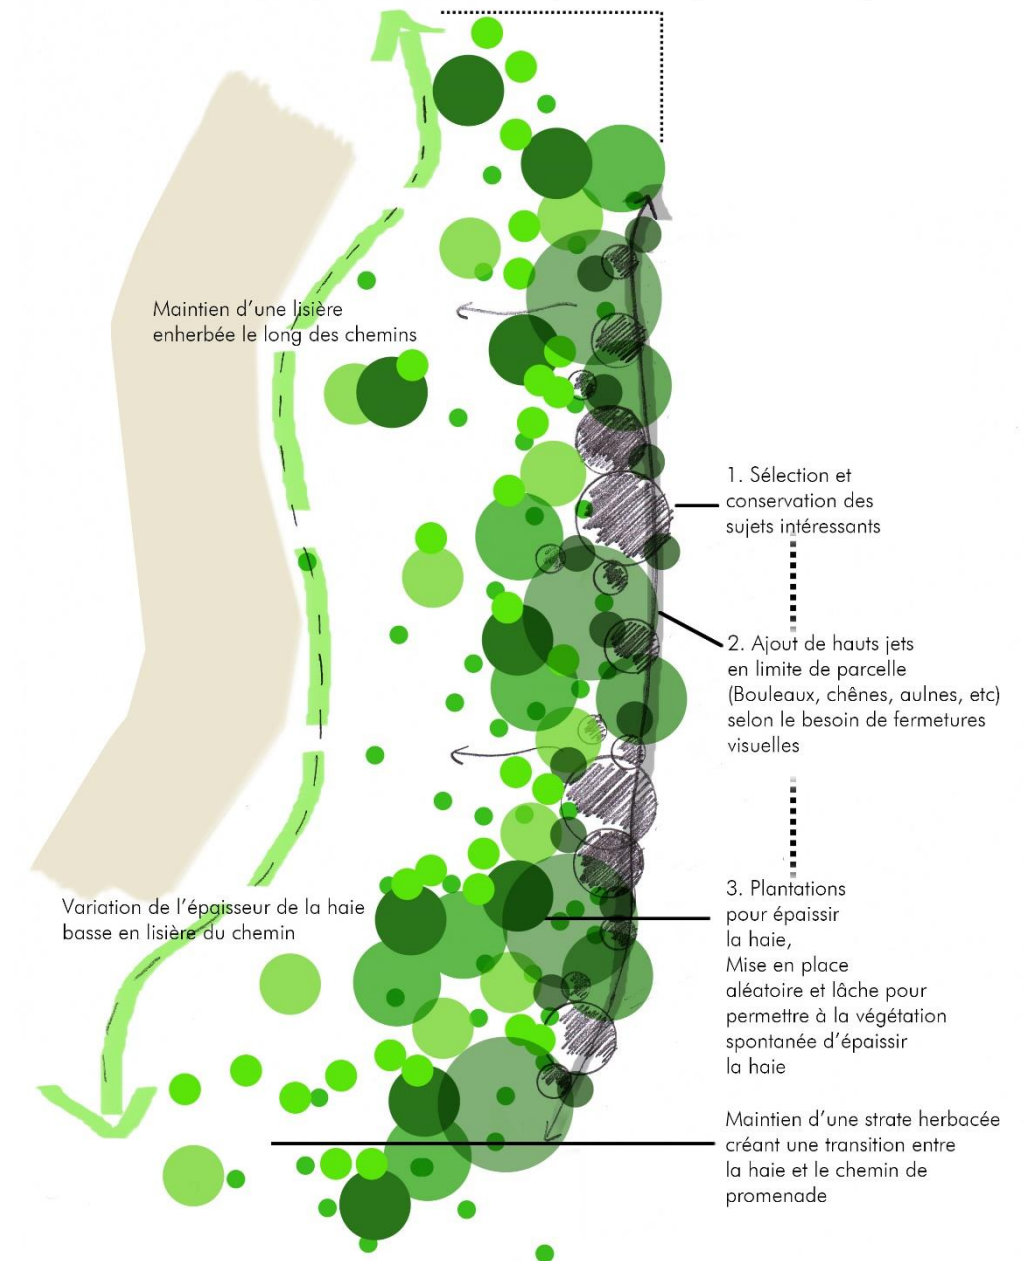 Maintien d'une lisière
enherbée le long des chemins
1. Sélection et
conservation des
sujets intéressants
2. Ajout de hauts jets
en limite de parcelle
(Bouleaux, chênes, aulnes, etc)
selon le besoin de fermetures
visuelles
3. Plantations
pour épaissir
la haie,
Mise en place
aléatoire et lâche pour
permettre à la végétation
spontanée d'épaissir
la haie
Variation de l'épaisseur de la haie
basse en lisière du chemin
Maintien d'une strate herbacée
créant une transition entre
la haie et le chemin de
promenade